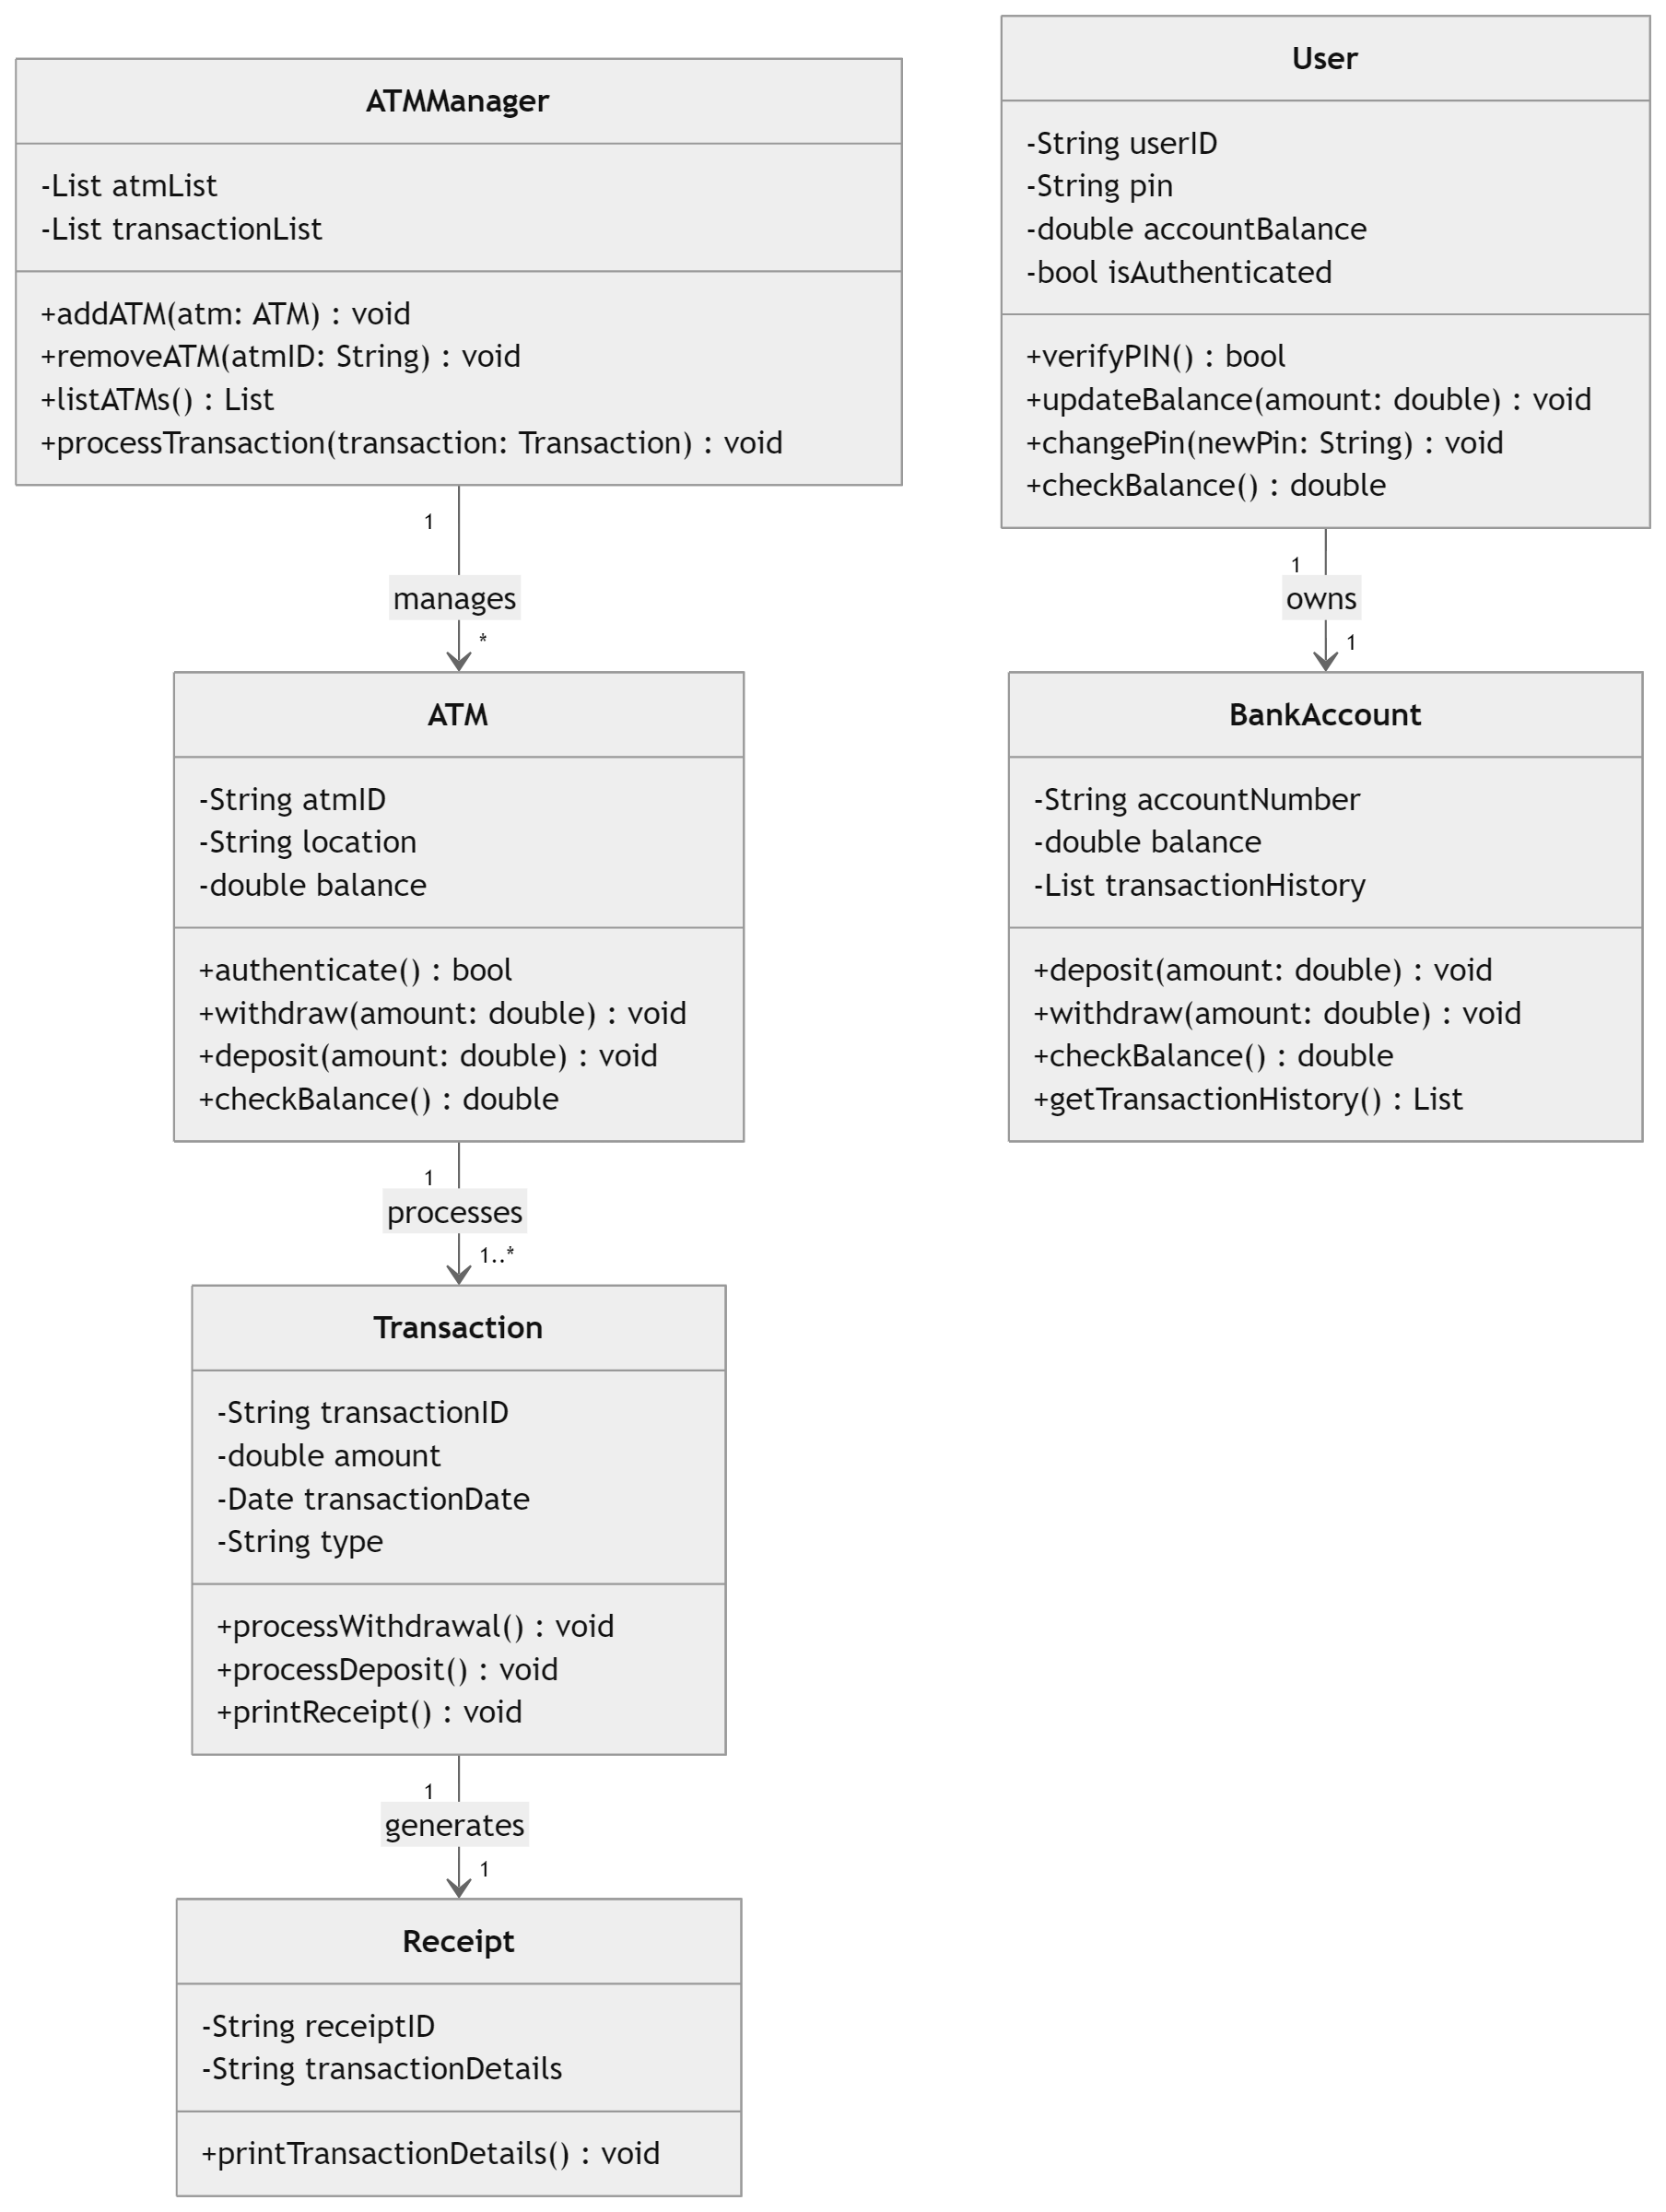 ATMManager
-List atmList
-List transactionList
+addATM(atm: ATM) : void
+removeATM(atmID: String) : void
+listATMs() : List
+processTransaction(transaction: Transaction) : void
1
manages
*
ATM
-String atmID
-String location
-double balance
+authenticate() : bool
+withdraw(amount: double) : void
+deposit(amount: double) : void
+checkBalance() : double
1
processes
1..*
Transaction
-String transactionID
-double amount
-Date transactionDate
-String type
+processWithdrawal() : void
+processDeposit() : void
+printReceipt() : void
1
generates
1
Receipt
-String receiptID
-String transactionDetails
+printTransactionDetails() : void
User
-String userID
-String pin
-double accountBalance
-bool isAuthenticated
+verifyPIN() : bool
+updateBalance(amount: double) : void
+changePin(newPin: String) : void
+checkBalance() : double
1
owns
1
BankAccount
-String accountNumber
-double balance
-List transactionHistory
+deposit(amount: double) : void
+withdraw(amount: double) : void
+checkBalance() : double
+getTransactionHistory() : List